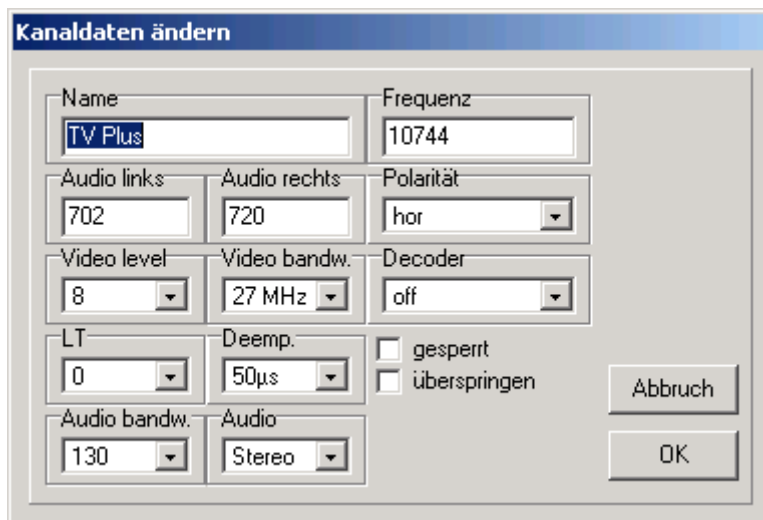 Kanaldaten ändern
Name Frequenz
TV Plus 10744
Audio links Audio rechts Polarität
702 720 hor
Video level Video bandw. Decoder
8 27 MHz off
LT Deemp.
gesperrt
0 50µs
überspringen
Abbruch
Audio bandw. Audio
130 Stereo
OK